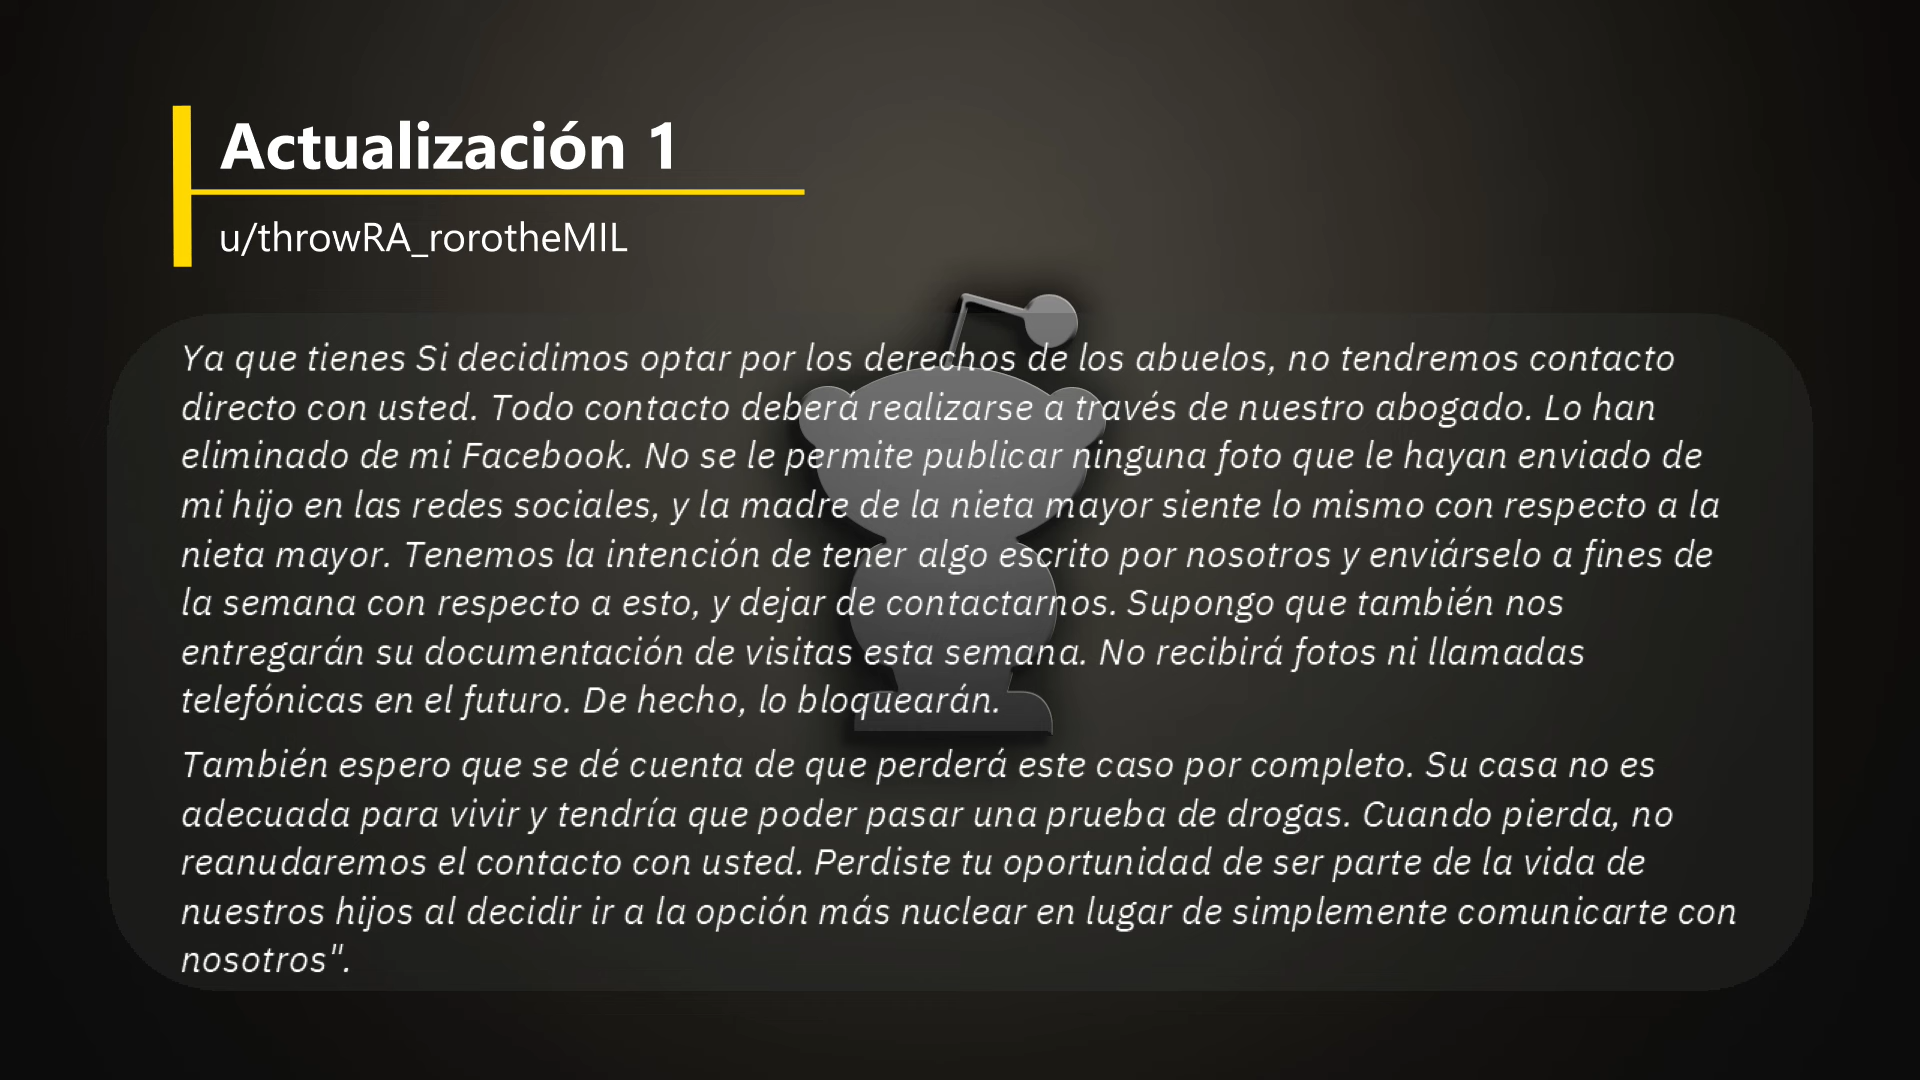 Actualización 1
u/throwRA_rorotheMIL
Ya que tienes Si decidimos optar por los derechos de los abuelos, no tendremos contacto
directo con usted. Todo contacto deberá realizarse a través de nuestro abogado. Lo han
eliminado de mi Facebook. No se le permite publicar ninguna foto que le hayan enviado de
mi hijo en las redes sociales, y la madre de la nieta mayor siente lo mismo con respecto a la
nieta mayor. Tenemos la intención de tener algo escrito por nosotros y enviárselo a fines de
la semana con respecto a esto, y dejar de contactarnos. Supongo que también nos
entregarán su documentación de visitas esta semana. No recibirá fotos ni llamadas
telefónicas en el futuro. De hecho, lo bloquearán.
También espero que se dé cuenta de que perderá este caso por completo. Su casa no es
adecuada para vivir y tendría que poder pasar una prueba de drogas. Cuando pierda, no
reanudaremos el contacto con usted. Perdiste tu oportunidad de ser parte de la vida de
nuestros hijos al decidir ir a la opción más nuclear en lugar de simplemente comunicarte con
nosotros".